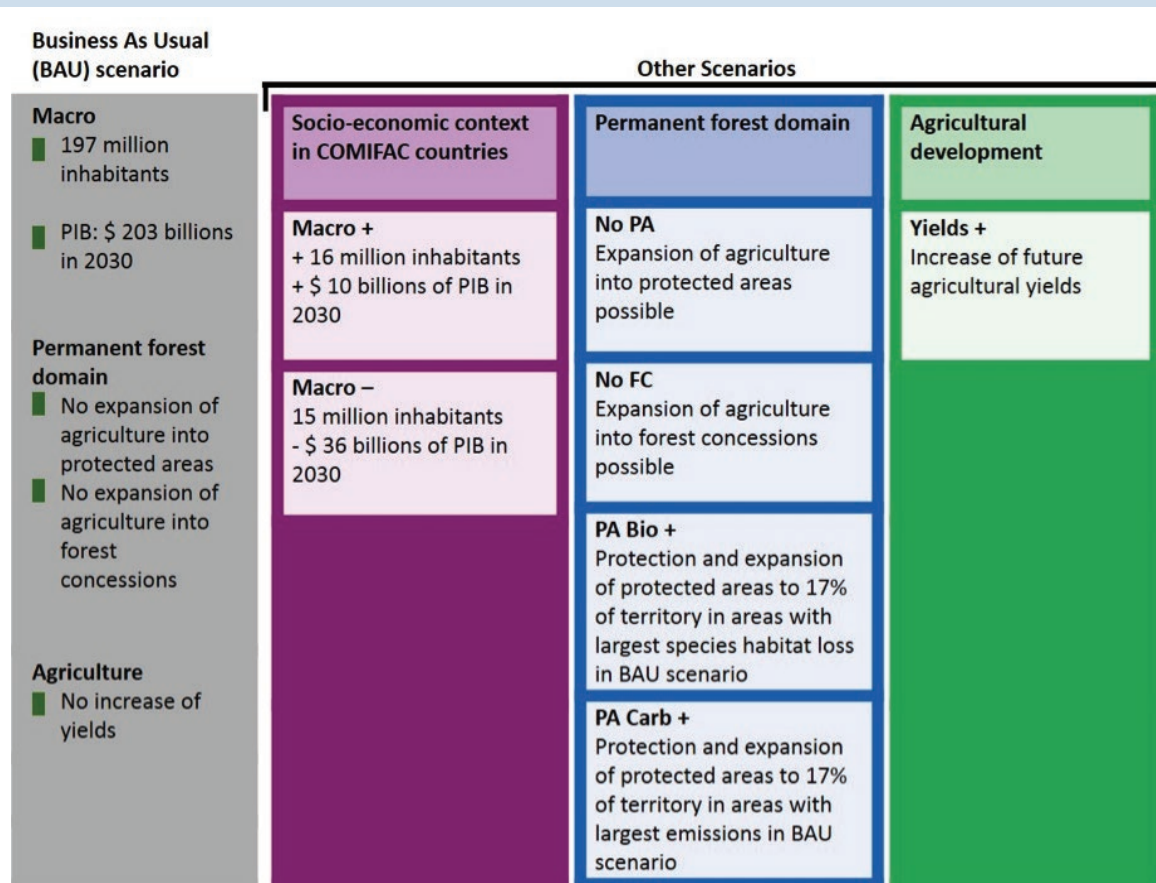 Business As Usual
(BAU) scenario
Macro
197 million
inhabitants
PIB: $ 203 billions
in 2030
Permanent forest
domain
No expansion of
agriculture into
protected areas
No expansion of
agriculture into
forest
concessions
Agriculture
No increase of
yields
Other Scenarios
Socio-economic context
in COMIFAC countries
Macro +
+ 16 million inhabitants
+ $ 10 billions of PIB in
2030
Macro –
15 million inhabitants
- $ 36 billions of PIB in
2030
Permanent forest domain
No PA
Expansion of agriculture
into protected areas
possible
No FC
Expansion of agriculture
into forest concessions
possible
PA Bio +
Protection and expansion
of protected areas to 17%
of territory in areas with
largest species habitat loss
in BAU scenario
PA Carb +
Protection and expansion
of protected areas to 17%
of territory in areas with
largest emissions in BAU
scenario
Agricultural
development
Yields +
Increase of future
agricultural yields